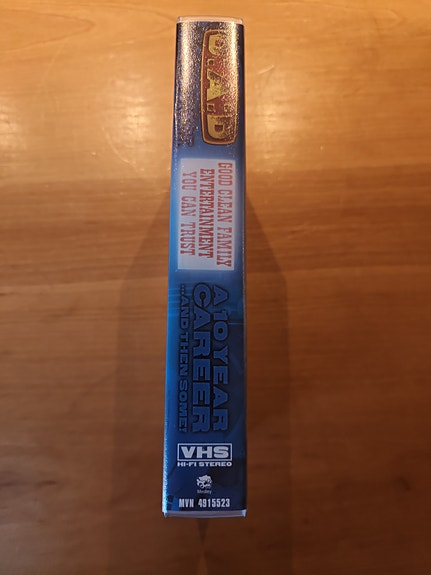 D.A.D
GOOD CLEAN FAMILY
ENTERTAINMENT
YOU CAN TRUST
A 10 YEAR
CAREER
...AND THEN SOME!
VHS
HI-FI STEREO
Medley
MVN 4915523